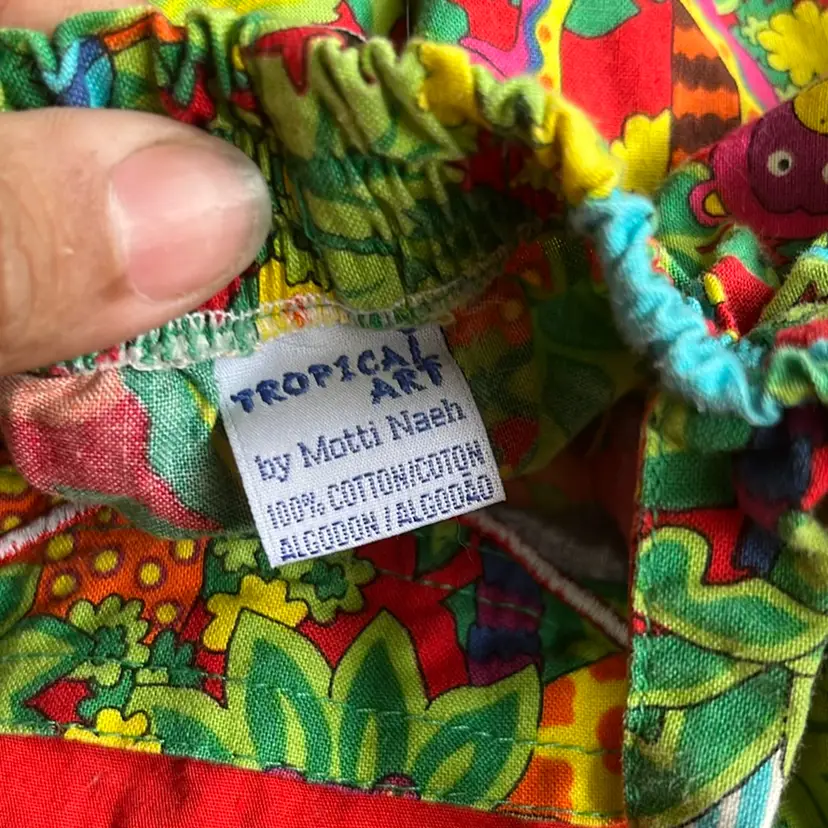 TROPICAL
ART
by Motti Naeh
100% COTTON/COTON
ALGODON/ALGODÃO